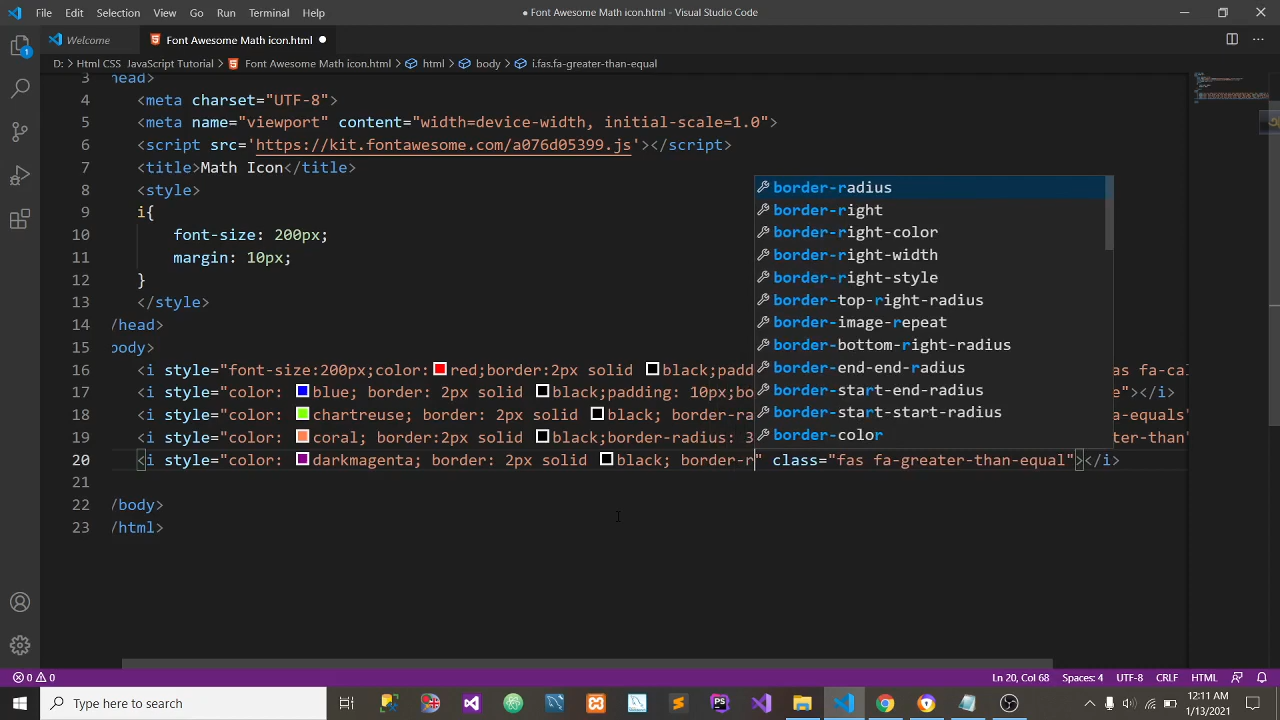 File Edit Selection View Go Run Terminal Help
● Font Awesome Math icon.html - Visual Studio Code
Welcome
Font Awesome Math icon.html ●
D: > Html CSS JavaScript Tutorial > Font Awesome Math icon.html > html > body > i.fas.fa-greater-than-equal
3 head>
4 <meta charset="UTF-8">
5 <meta name="viewport" content="width=device-width, initial-scale=1.0">
6 <script src='https://kit.fontawesome.com/a076d05399.js'></script>
7 <title>Math Icon</title>
8 <style>
9 i{
10 font-size: 200px;
11 margin: 10px;
12 }
13 </style>
14 /head>
15 body>
16 <i style="font-size:200px;color: red;border:2px solid black;padd fas fa-cal
17 <i style="color: blue; border: 2px solid black;padding: 10px;bo e"></i>
18 <i style="color: chartreuse; border: 2px solid black; border-ra a-equals"
19 <i style="color: coral; border:2px solid black;border-radius: 3 ter-than"
20 <i style="color: darkmagenta; border: 2px solid black; border-r" class="fas fa-greater-than-equal"></i>
21
22 /body>
23 /html>
border-radius
border-right
border-right-color
border-right-width
border-right-style
border-top-right-radius
border-image-repeat
border-bottom-right-radius
border-end-end-radius
border-start-end-radius
border-start-start-radius
border-color
1
0 0
Ln 20, Col 68 Spaces: 4 UTF-8 CRLF HTML
Type here to search
PS
12:11 AM
1/13/2021